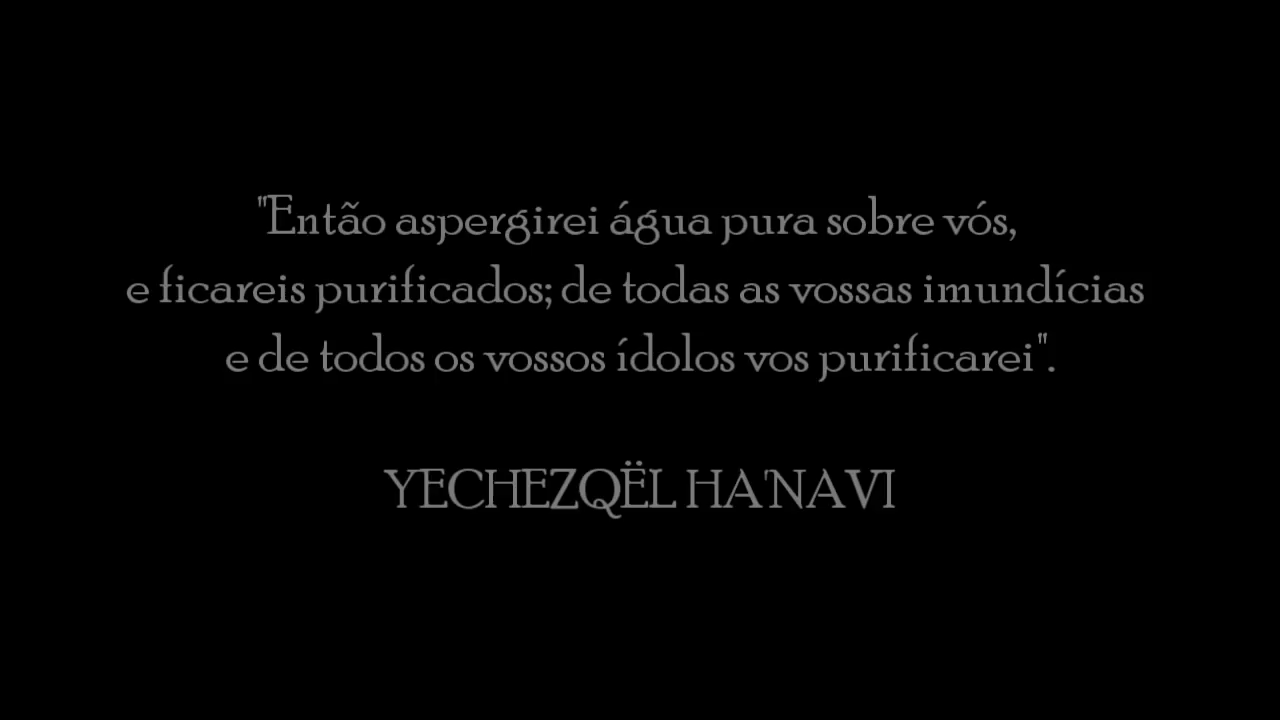 "Então aspergirei água pura sobre vós,
e ficareis purificados; de todas as vossas imundícias
e de todos os vossos ídolos vos purificarei".
YECHEZQËL HA'NAVI